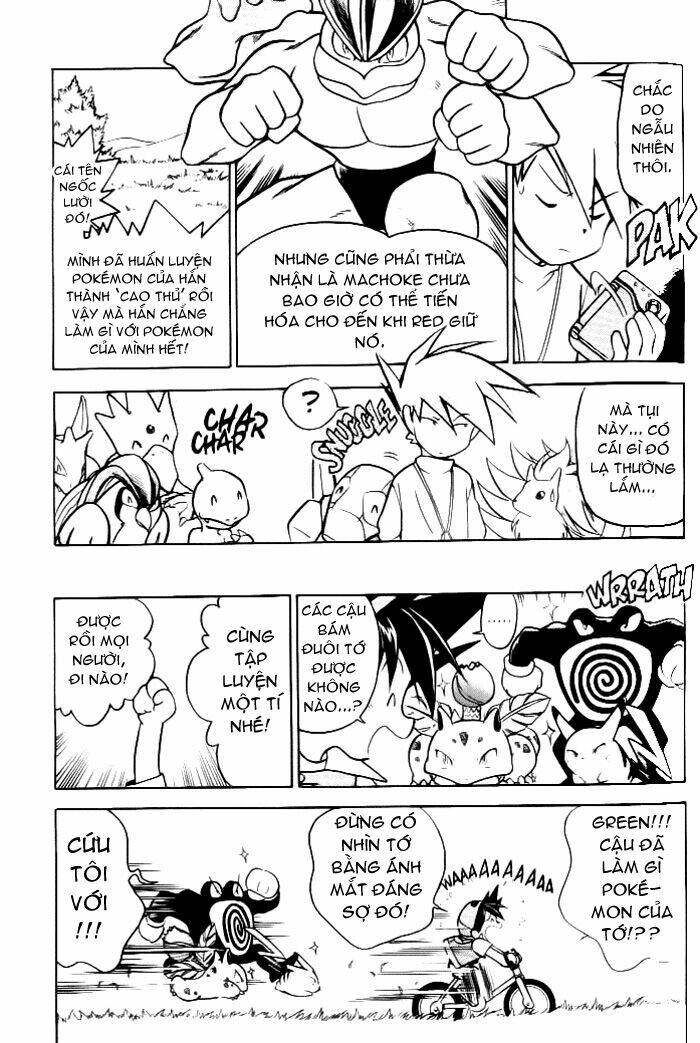 CHẮC
DO
NGẪU
NHIÊN
THÔI.
PAK
NHƯNG CŨNG PHẢI THỪA
NHẬN LÀ MACHOKE CHƯA
BAO GIỜ CÓ THỂ TIẾN
HÓA CHO ĐẾN KHI RED GIỮ
NÓ.
CÁI TÊN
NGỐC
LƯỜI
ĐÓ!
MÌNH ĐÃ HUẤN LUYỆN
POKÉMON CỦA HẮN
THÀNH 'CAO THỦ' RỒI
VẬY MÀ HẮN CHẲNG
LÀM GÌ VỚI POKÉMON
CỦA MÌNH HẾT!
MÀ TỤI
NÀY... CÓ
CÁI GÌ ĐÓ
LẠ THƯỜNG
LẮM...
SNUGGLE
?
CHAR
CHAR
WRRATH
......
CÁC CẬU
BÁM
ĐUÔI TỚ
ĐƯỢC
KHÔNG
NÀO...?
CÙNG
TẬP
LUYỆN
MỘT TÍ
NHÉ!
ĐƯỢC
RỒI MỌI
NGƯỜI,
ĐI NÀO!
GREEN!!!
CẬU ĐÃ
LÀM GÌ
POKÉ-
MON CỦA
TỚ!??
WAAAAAAAAAA
ĐỪNG CÓ
NHÌN TỚ
BẰNG ÁNH
MẮT ĐÁNG
SỢ ĐÓ!
CỨU
TÔI
VỚI
!!!